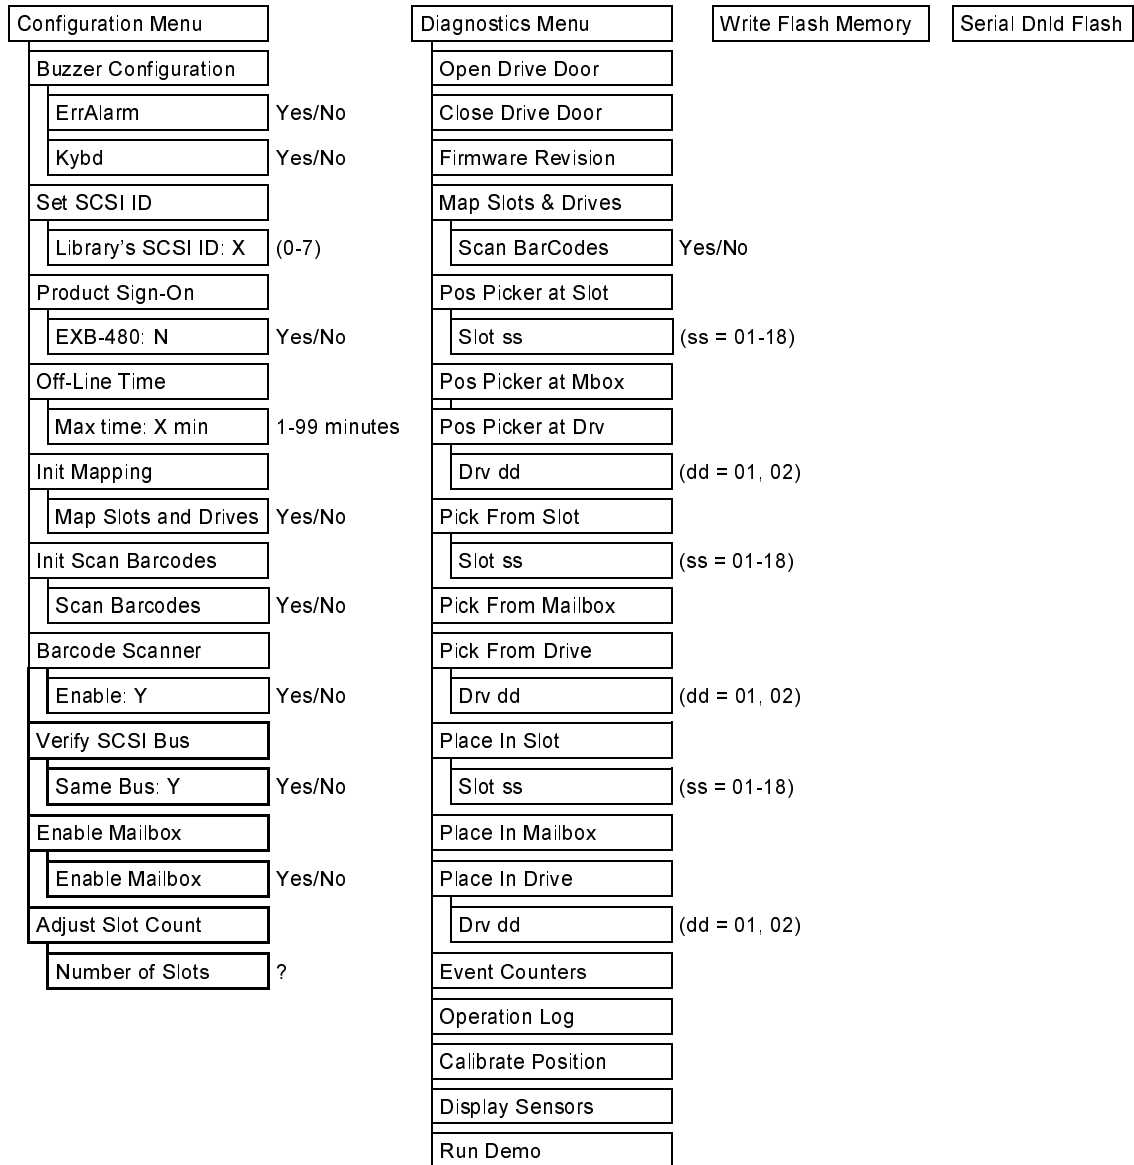 Configuration Menu
Buzzer Configuration
ErrAlarm Yes/No
Kybd Yes/No
Set SCSI ID
Library's SCSI ID: X (0-7)
Product Sign-On
EXB-480: N Yes/No
Off-Line Time
Max time: X min 1-99 minutes
Init Mapping
Map Slots and Drives Yes/No
Init Scan Barcodes
Scan Barcodes Yes/No
Barcode Scanner
Enable: Y Yes/No
Verify SCSI Bus
Same Bus: Y Yes/No
Enable Mailbox
Enable Mailbox Yes/No
Adjust Slot Count
Number of Slots ?
Diagnostics Menu
Open Drive Door
Close Drive Door
Firmware Revision
Map Slots & Drives
Scan BarCodes Yes/No
Pos Picker at Slot
Slot ss (ss = 01-18)
Pos Picker at Mbox
Pos Picker at Drv
Drv dd (dd = 01, 02)
Pick From Slot
Slot ss (ss = 01-18)
Pick From Mailbox
Pick From Drive
Drv dd (dd = 01, 02)
Place In Slot
Slot ss (ss = 01-18)
Place In Mailbox
Place In Drive
Drv dd (dd = 01, 02)
Event Counters
Operation Log
Calibrate Position
Display Sensors
Run Demo
Write Flash Memory
Serial Dnld Flash